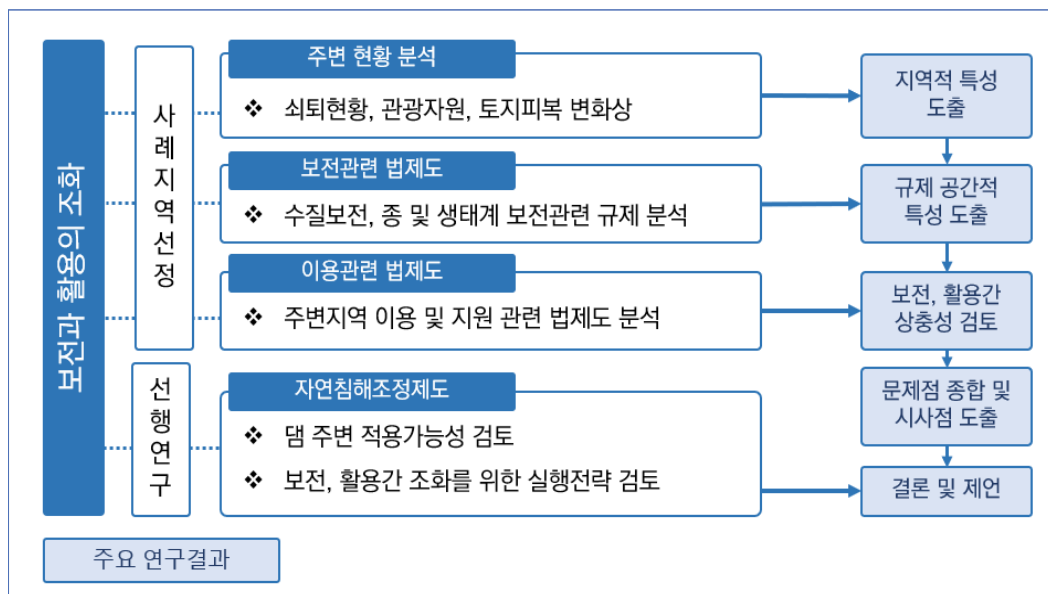 보전과 활용의 조화
사례지역선정
주변 현황 분석
❖ 쇠퇴현황, 관광자원, 토지피복 변화상
보전관련 법제도
❖ 수질보전, 종 및 생태계 보전관련 규제 분석
이용관련 법제도
❖ 주변지역 이용 및 지원 관련 법제도 분석
선행연구
자연침해조정제도
❖ 댐 주변 적용가능성 검토
❖ 보전, 활용간 조화를 위한 실행전략 검토
지역적 특성
도출
규제 공간적
특성 도출
보전, 활용간
상충성 검토
문제점 종합 및
시사점 도출
결론 및 제언
주요 연구결과